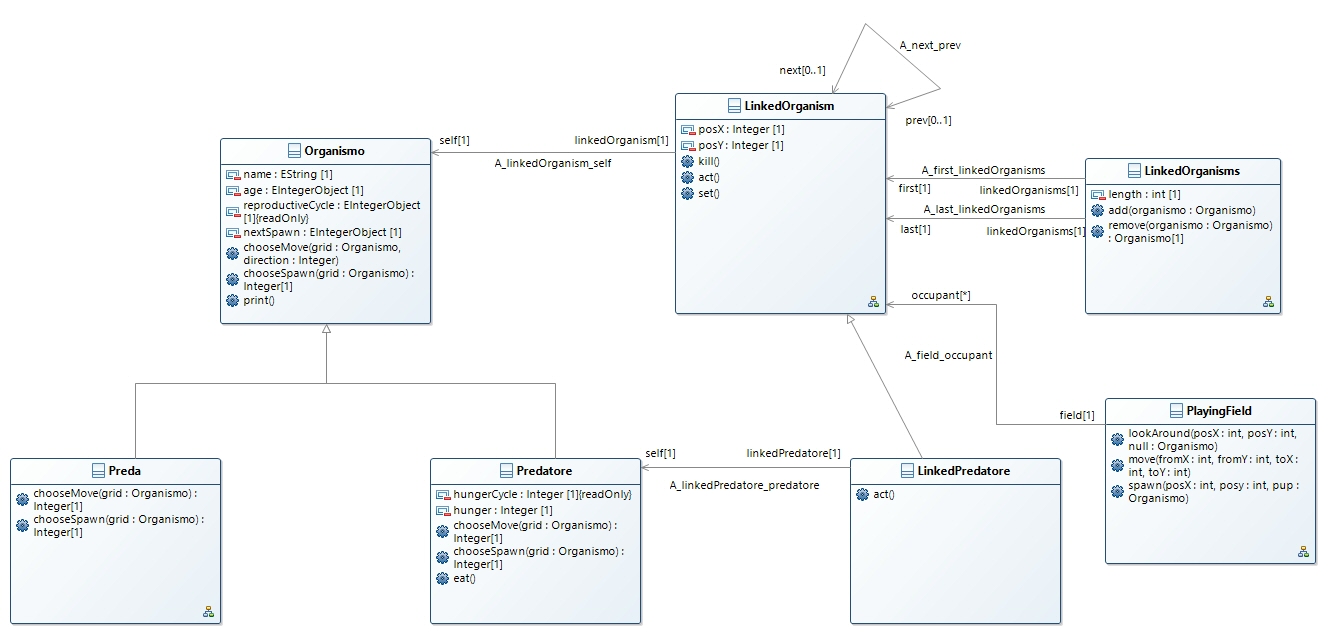 A_next_prev
next[0..1]
prev[0..1]
LinkedOrganism
posX : Integer [1]
posY : Integer [1]
kill()
act()
set()
self[1]
linkedOrganism[1]
A_linkedOrganism_self
Organismo
name : EString [1]
age : EIntegerObject [1]
reproductiveCycle : EIntegerObject
[1]{readOnly}
nextSpawn : EIntegerObject [1]
chooseMove(grid : Organismo,
direction : Integer)
chooseSpawn(grid : Organismo) :
Integer[1]
print()
A_first_linkedOrganisms
first[1]
linkedOrganisms[1]
A_last_linkedOrganisms
last[1]
linkedOrganisms[1]
LinkedOrganisms
length : int [1]
add(organismo : Organismo)
remove(organismo : Organismo)
: Organismo[1]
occupant[*]
A_field_occupant
field[1]
PlayingField
lookAround(posX : int, posY : int,
null : Organismo)
move(fromX : int, fromY : int, toX :
int, toY : int)
spawn(posX : int, posy : int, pup :
Organismo)
Preda
chooseMove(grid : Organismo) :
Integer[1]
chooseSpawn(grid : Organismo) :
Integer[1]
Predatore
hungerCycle : Integer [1]{readOnly}
hunger : Integer [1]
chooseMove(grid : Organismo) :
Integer[1]
chooseSpawn(grid : Organismo) :
Integer[1]
eat()
self[1]
linkedPredatore[1]
A_linkedPredatore_predatore
LinkedPredatore
act()